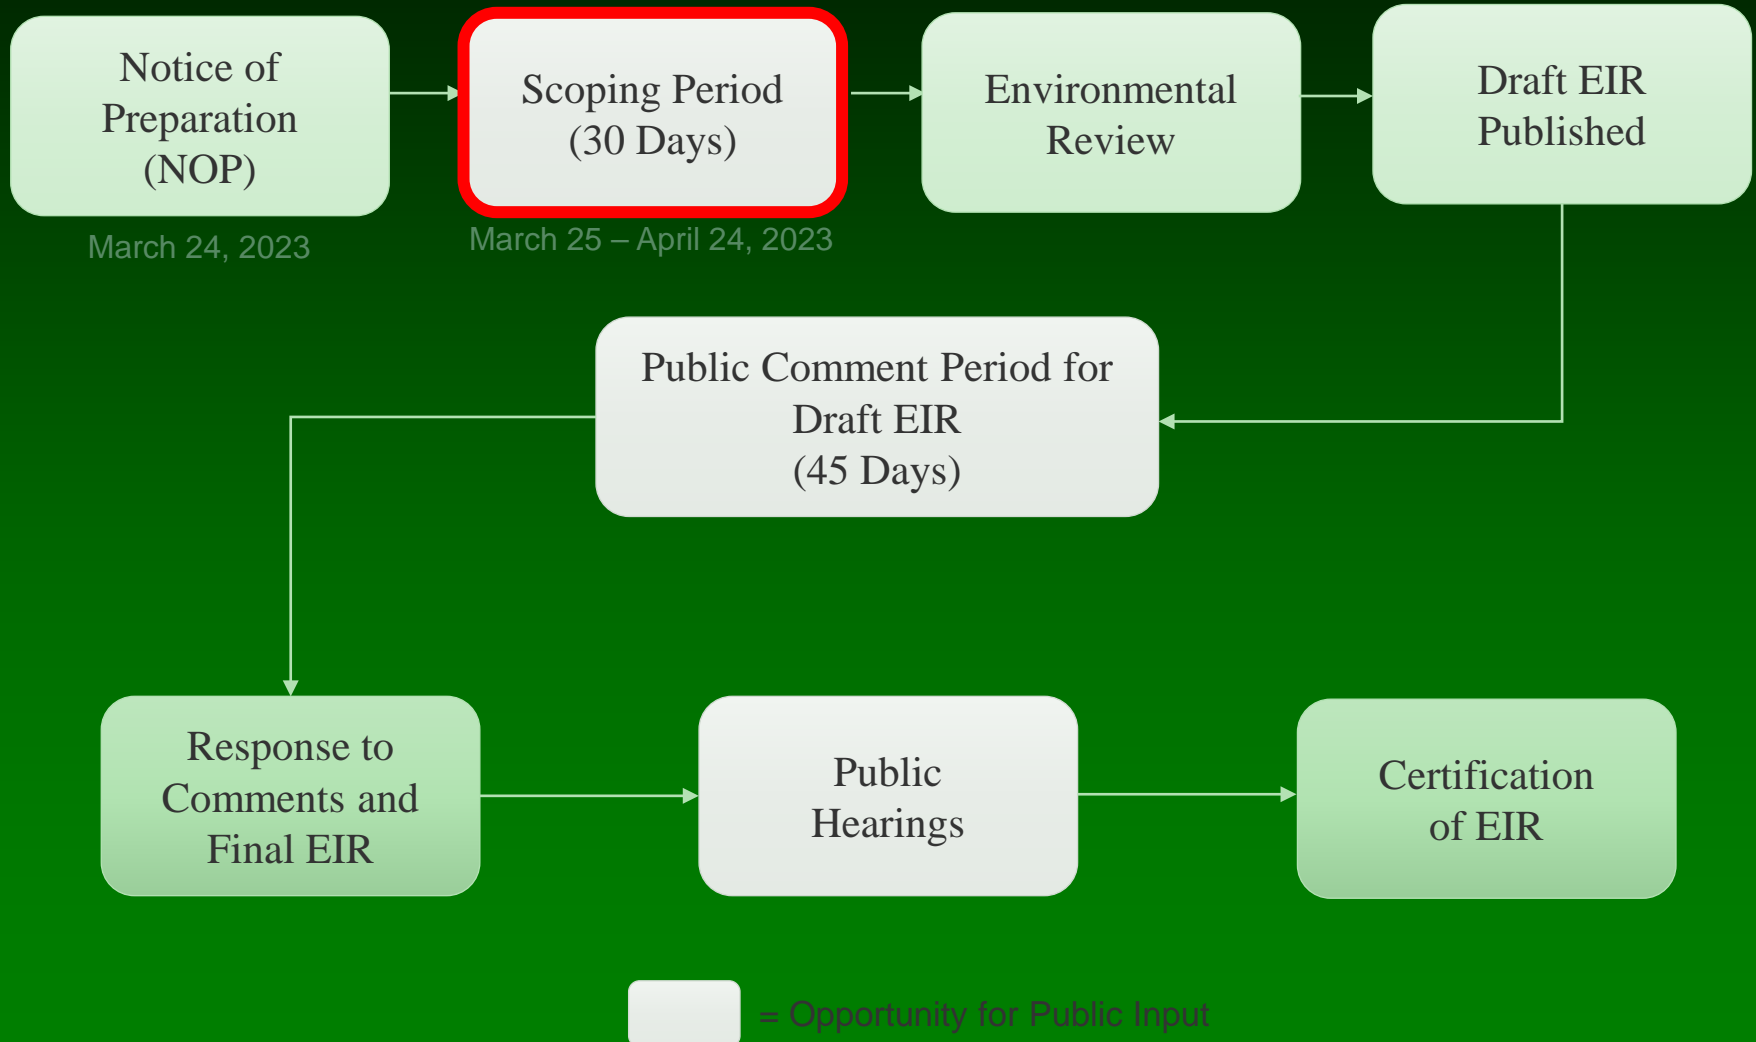 Notice of
Preparation
(NOP)
March 24, 2023
Scoping Period
(30 Days)
March 25 – April 24, 2023
Environmental
Review
Draft EIR
Published
Public Comment Period for
Draft EIR
(45 Days)
Response to
Comments and
Final EIR
Public
Hearings
Certification
of EIR
= Opportunity for Public Input